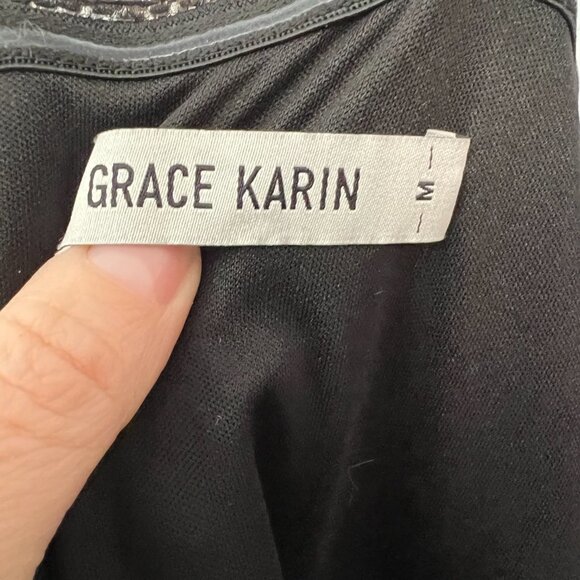 GRACE KARIN
— M —